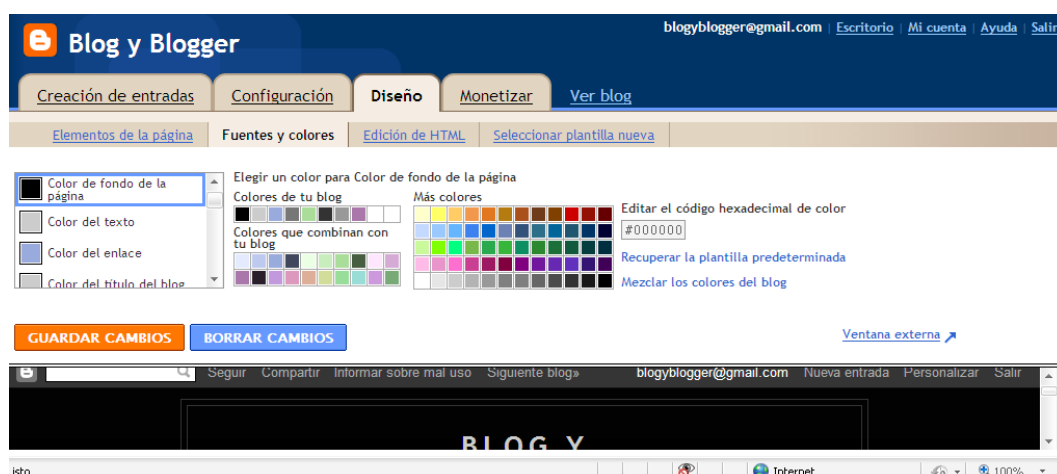 blogyblogger@gmail.com | Escritorio | Mi cuenta | Ayuda | Salir
Blog y Blogger
Creación de entradas Configuración Diseño Monetizar Ver blog
Elementos de la página Fuentes y colores Edición de HTML Seleccionar plantilla nueva
Color de fondo de la
página
Color del texto
Color del enlace
Color del título del blog
Elegir un color para Color de fondo de la página
Colores de tu blog
Colores que combinan con
tu blog
Más colores
Editar el código hexadecimal de color
#000000
Recuperar la plantilla predeterminada
Mezclar los colores del blog
GUARDAR CAMBIOS BORRAR CAMBIOS Ventana externa
Seguir Compartir Informar sobre mal uso Siguiente blog» blogyblogger@gmail.com Nueva entrada Personalizar Salir
BLOG Y
isto Internet 100%